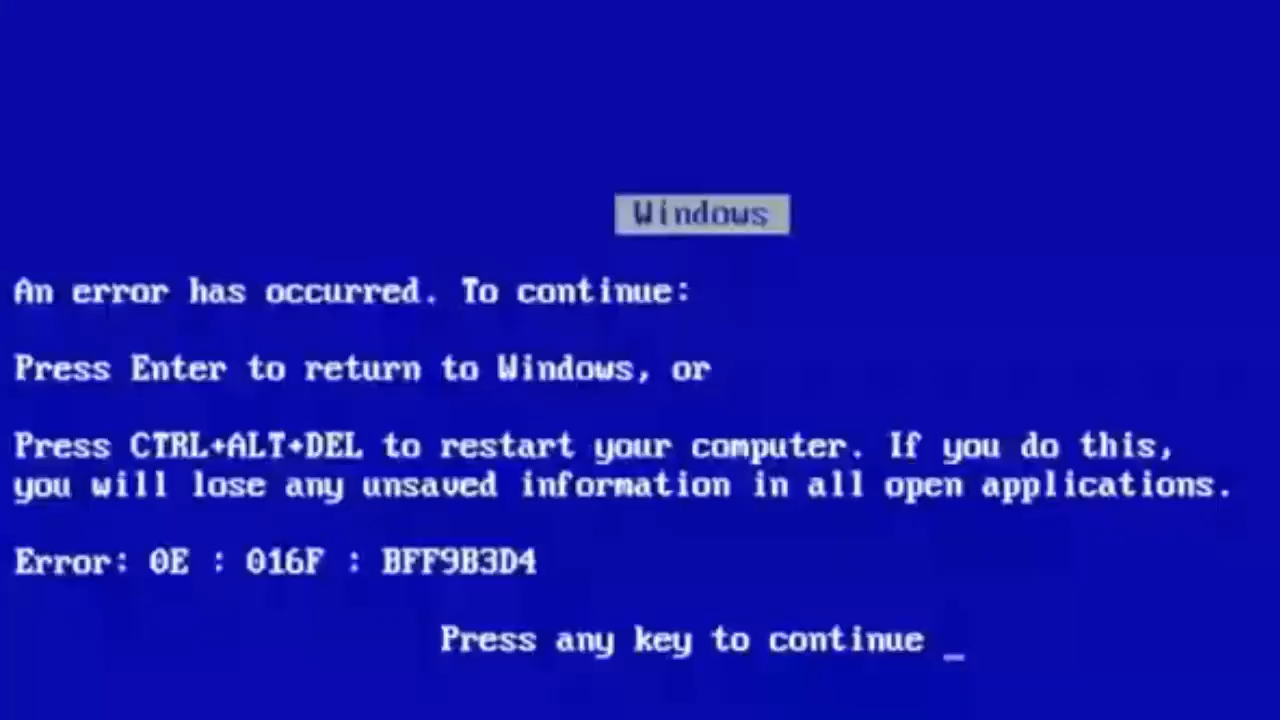 Windows
An error has occurred. To continue:
Press Enter to return to Windows, or
Press CTRL+ALT+DEL to restart your computer. If you do this,
you will lose any unsaved information in all open applications.
Error: 0E : 016F : BFF9B3D4
Press any key to continue _